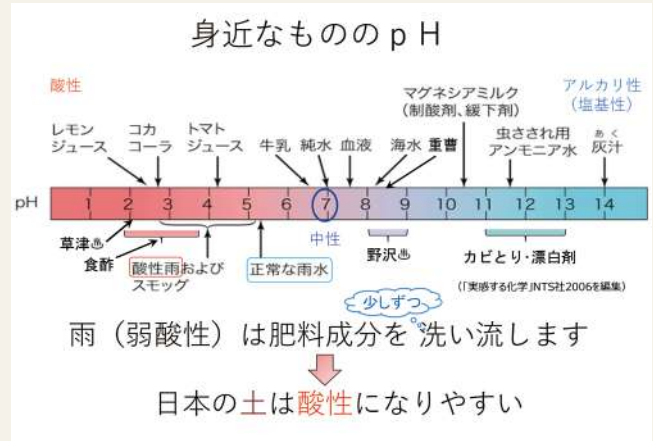 身近なもののｐＨ
酸性
アルカリ性
（塩基性）
マグネシアミルク
（制酸剤、緩下剤）
レモン
ジュース
コカ
コーラ
トマト
ジュース
牛乳
純水
血液
海水
重曹
虫さされ用
アンモニア水
あく
灰汁
pH
1 2 3 4 5 6 7 8 9 10 11 12 13 14
草津♨
食酢
酸性雨および
スモッグ
正常な雨水
中性
野沢♨
カビとり・漂白剤
（「実感する化学」NTS社2006を編集）
少しずつ
雨（弱酸性）は肥料成分を 洗い流します
日本の土は酸性になりやすい